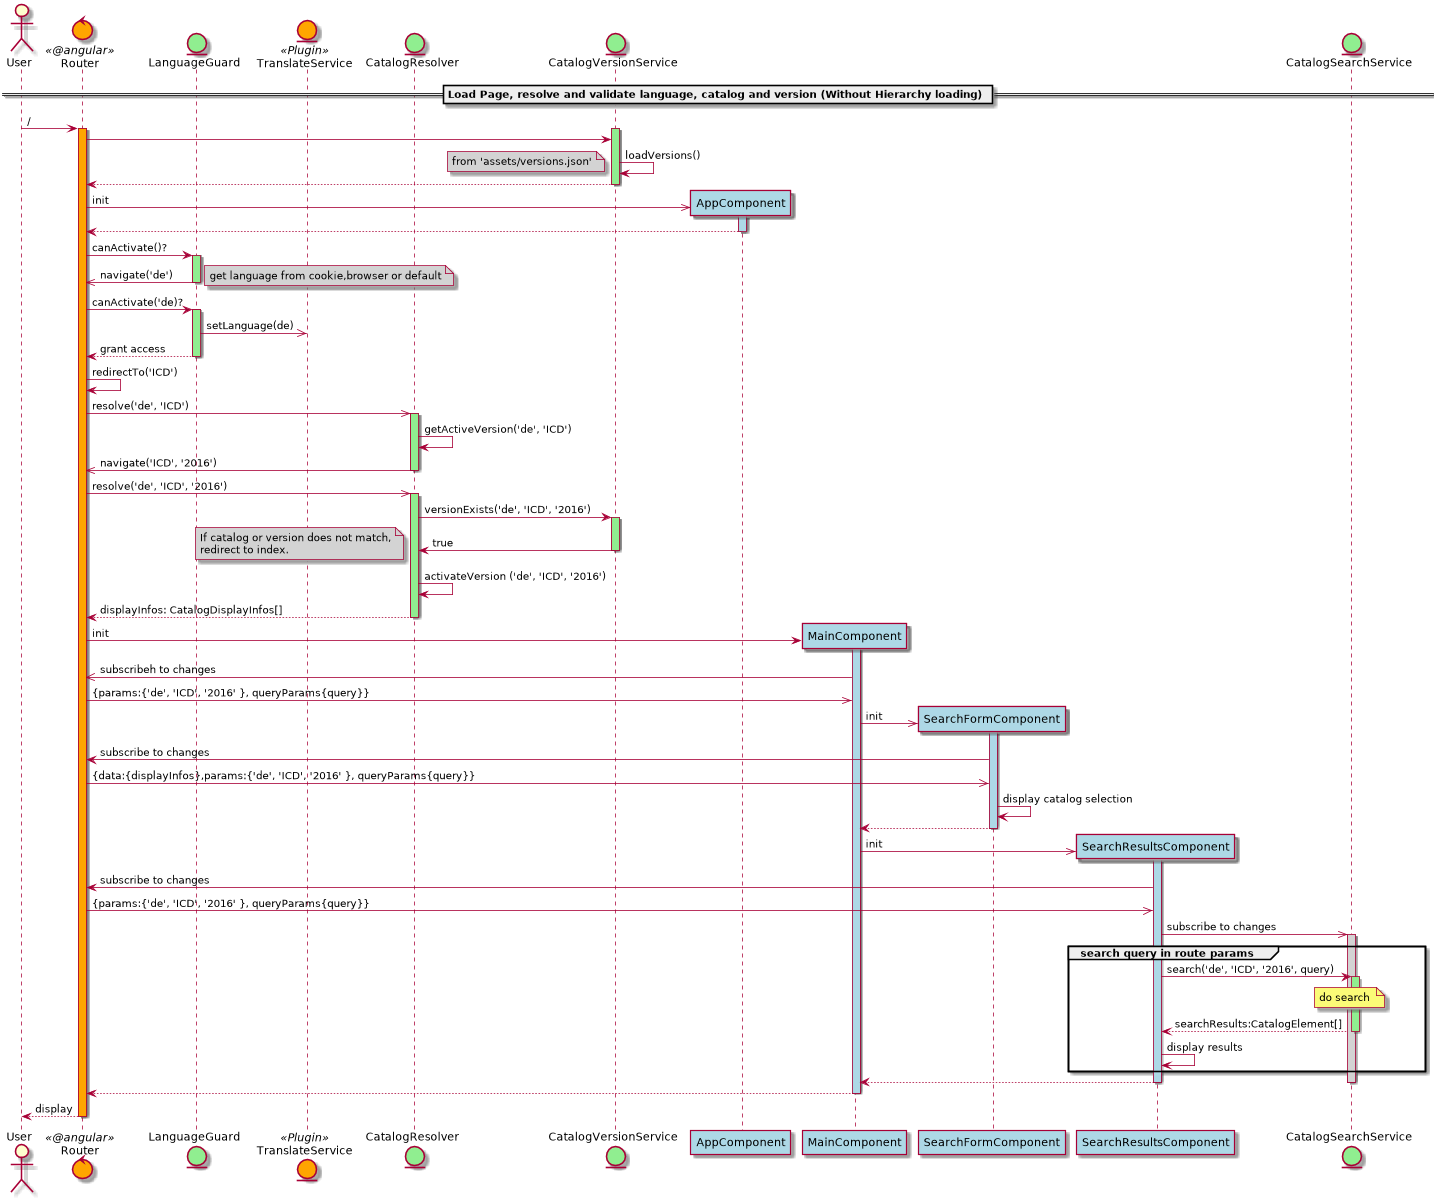 «@angular»
«Plugin»
User
Router
LanguageGuard
TranslateService
CatalogResolver
CatalogVersionService
CatalogSearchService
Load Page, resolve and validate language, catalog and version (Without Hierarchy loading)
/
from 'assets/versions.json'
loadVersions()
init
AppComponent
canActivate()?
navigate('de')
get language from cookie,browser or default
canActivate('de)?
setLanguage(de)
grant access
redirectTo('ICD')
resolve('de', 'ICD')
getActiveVersion('de', 'ICD')
navigate('ICD', '2016')
resolve('de', 'ICD', '2016')
versionExists('de', 'ICD', '2016')
If catalog or version does not match,
redirect to index.
true
activateVersion ('de', 'ICD', '2016')
displayInfos: CatalogDisplayInfos[]
init
MainComponent
subscribeh to changes
{params:{'de', 'ICD', '2016' }, queryParams{query}}
init
SearchFormComponent
subscribe to changes
{data:{displayInfos},params:{'de', 'ICD', '2016' }, queryParams{query}}
display catalog selection
init
SearchResultsComponent
subscribe to changes
{params:{'de', 'ICD', '2016' }, queryParams{query}}
subscribe to changes
search query in route params
search('de', 'ICD', '2016', query)
do search
searchResults:CatalogElement[]
display results
display
User
«@angular»
Router
LanguageGuard
«Plugin»
TranslateService
CatalogResolver
CatalogVersionService
AppComponent
MainComponent
SearchFormComponent
SearchResultsComponent
CatalogSearchService